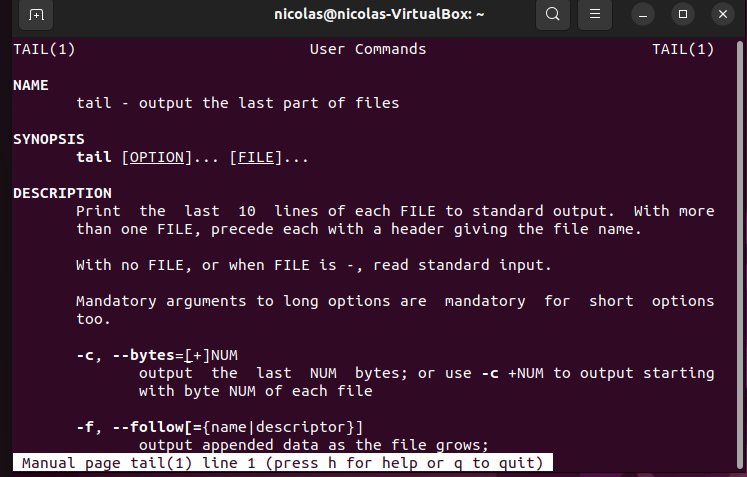 nicolas@nicolas-VirtualBox: ~
TAIL(1) User Commands TAIL(1)
NAME
tail - output the last part of files
SYNOPSIS
tail [OPTION]... [FILE]...
DESCRIPTION
Print the last 10 lines of each FILE to standard output. With more
than one FILE, precede each with a header giving the file name.
With no FILE, or when FILE is -, read standard input.
Mandatory arguments to long options are mandatory for short options
too.
-c, --bytes=[+]NUM
output the last NUM bytes; or use -c +NUM to output starting
with byte NUM of each file
-f, --follow[={name|descriptor}]
output appended data as the file grows;
Manual page tail(1) line 1 (press h for help or q to quit)